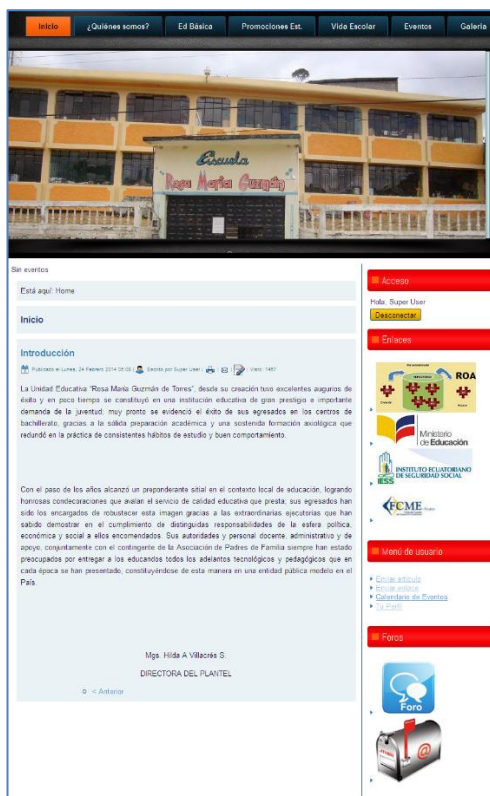 Inicio
¿Quiénes somos?
Ed Básica
Promociones Est.
Vida Escolar
Eventos
Galería
Escuela
Rosa María Guzmán
Sin eventos
Está aquí: Home
Inicio
Introducción
Publicado el Lunes, 24 Febrero 2014 06:00 | Escrito por Super User | | | | Visto: 1467
La Unidad Educativa "Rosa María Guzmán de Torres", desde su creación tuvo excelentes augurios de
éxito y en poco tiempo se constituyó en una institución educativa de gran prestigio e importante
demanda de la juventud; muy pronto se evidenció el éxito de sus egresados en los centros de
bachillerato, gracias a la sólida preparación académica y una sostenida formación axiológica que
redundó en la práctica de consistentes hábitos de estudio y buen comportamiento.
Con el paso de los años alcanzó un preponderante sitial en el contexto local de educación, logrando
honrosas condecoraciones que avalan el servicio de calidad educativa que presta; sus egresados han
sido los encargados de robustecer esta imagen gracias a las extraordinarias ejecutorias que han
sabido demostrar en el cumplimiento de distinguidas responsabilidades de la esfera política,
económica y social a ellos encomendados. Sus autoridades y personal docente, administrativo y de
apoyo, conjuntamente con el contingente de la Asociación de Padres de Familia siempre han estado
preocupados por entregar a los educandos todos los adelantos tecnológicos y pedagógicos que en
cada época se han presentado, constituyéndose de esta manera en una entidad pública modelo en el
País.
Mgs. Hilda A Villacrés S.
DIRECTORA DEL PLANTEL
< Anterior
Acceso
Hola, Super User
Desconectar
Enlaces
ROA
Ministerio
de Educación
IESS
INSTITUTO ECUATORIANO
DE SEGURIDAD SOCIAL
FCME
Menú de usuario
Enviar artículo
Enviar enlace
Calendario de Eventos
Tu Perfil
Foros
Foro
@